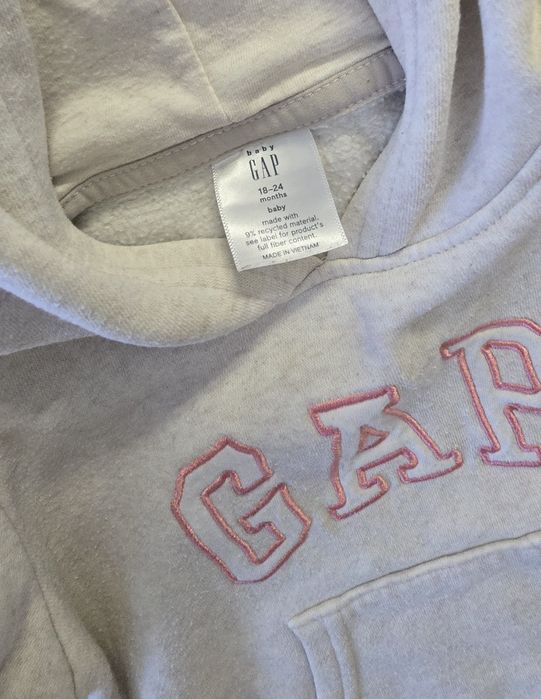 baby
GAP
18-24
months
baby
made with
9% recycled material.
see label for product's
full fiber content.
MADE IN VIETNAM
GAP